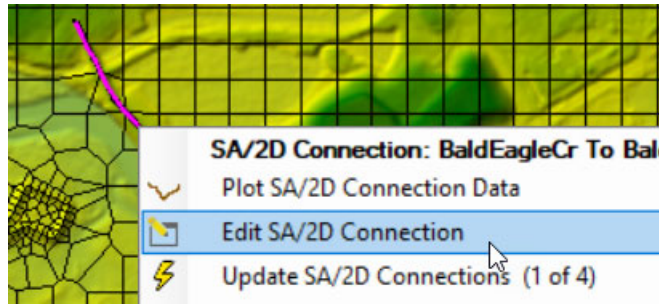 SA/2D Connection: BaldEagleCr To Bal
Plot SA/2D Connection Data
Edit SA/2D Connection
Update SA/2D Connections (1 of 4)